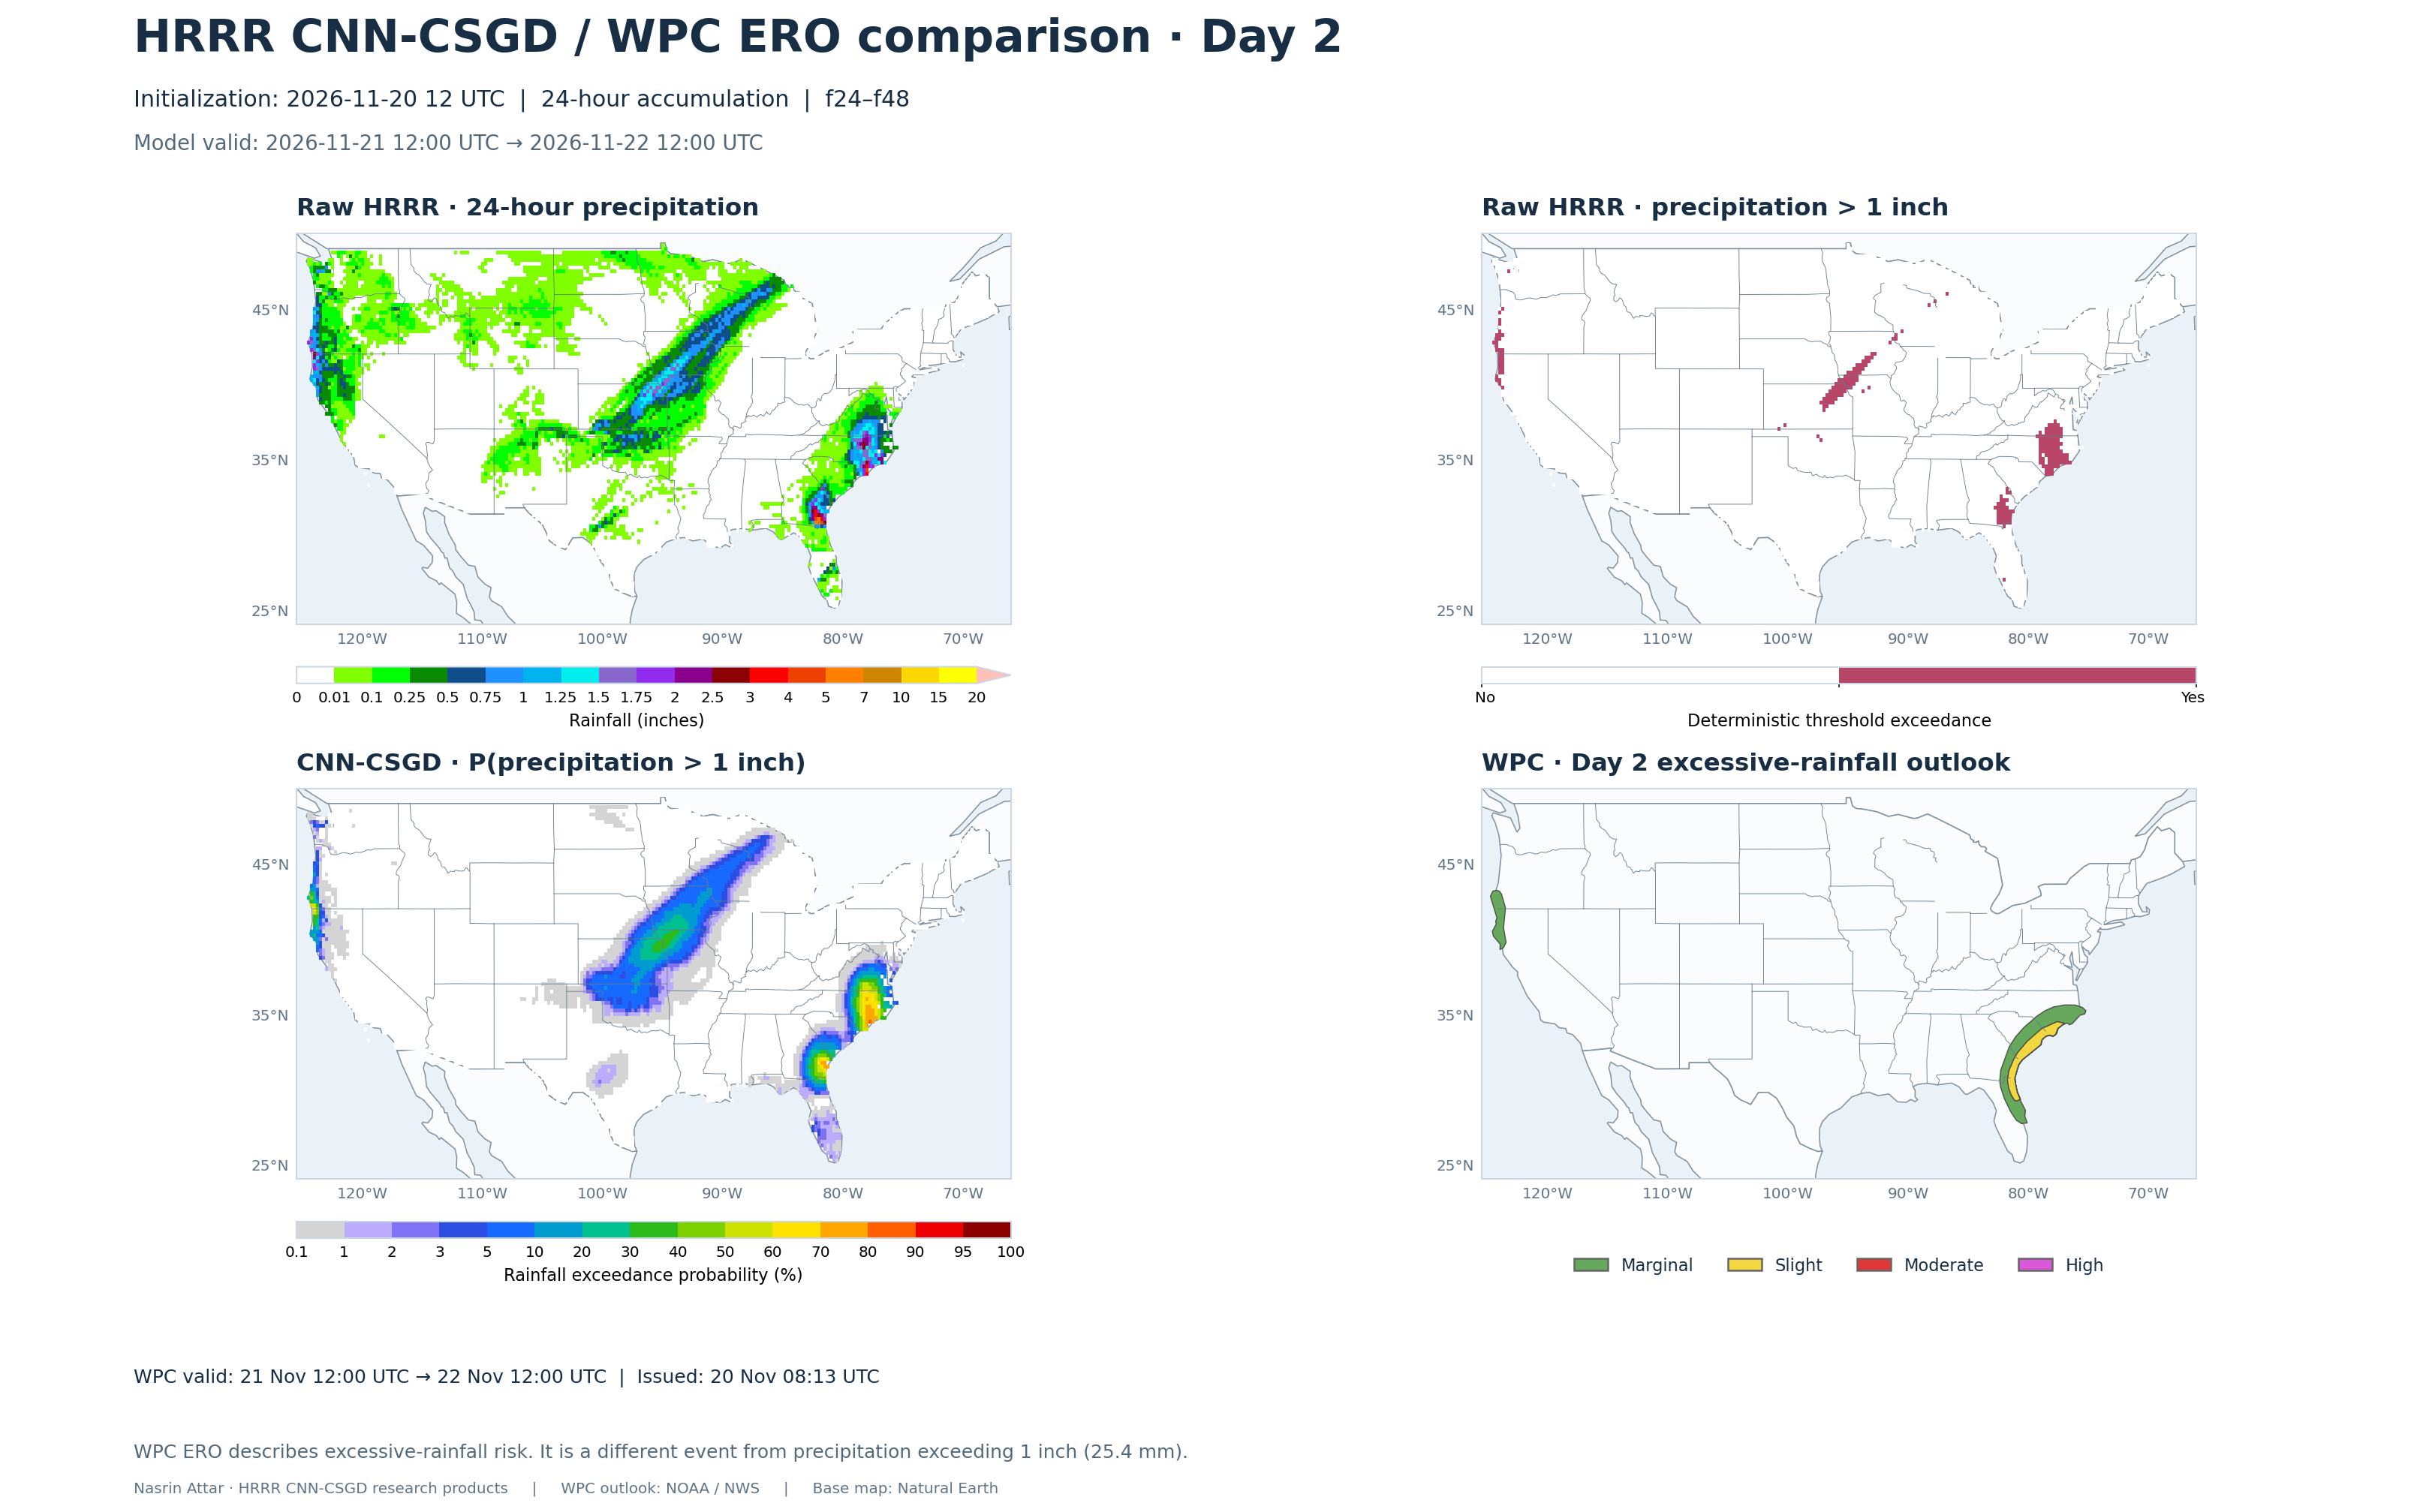 HRRR CNN-CSGD / WPC ERO comparison · Day 2
Initialization: 2026-11-20 12 UTC | 24-hour accumulation | f24–f48
Model valid: 2026-11-21 12:00 UTC → 2026-11-22 12:00 UTC
Raw HRRR · 24-hour precipitation
45°N
35°N
25°N
120°W 110°W 100°W 90°W 80°W 70°W
0 0.01 0.1 0.25 0.5 0.75 1 1.25 1.5 1.75 2 2.5 3 4 5 7 10 15 20
Rainfall (inches)
Raw HRRR · precipitation > 1 inch
45°N
35°N
25°N
120°W 110°W 100°W 90°W 80°W 70°W
No Yes
Deterministic threshold exceedance
CNN-CSGD · P(precipitation > 1 inch)
45°N
35°N
25°N
120°W 110°W 100°W 90°W 80°W 70°W
0.1 1 2 3 5 10 20 30 40 50 60 70 80 90 95 100
Rainfall exceedance probability (%)
WPC · Day 2 excessive-rainfall outlook
45°N
35°N
25°N
120°W 110°W 100°W 90°W 80°W 70°W
Marginal Slight Moderate High
WPC valid: 21 Nov 12:00 UTC → 22 Nov 12:00 UTC | Issued: 20 Nov 08:13 UTC
WPC ERO describes excessive-rainfall risk. It is a different event from precipitation exceeding 1 inch (25.4 mm).
Nasrin Attar · HRRR CNN-CSGD research products | WPC outlook: NOAA / NWS | Base map: Natural Earth